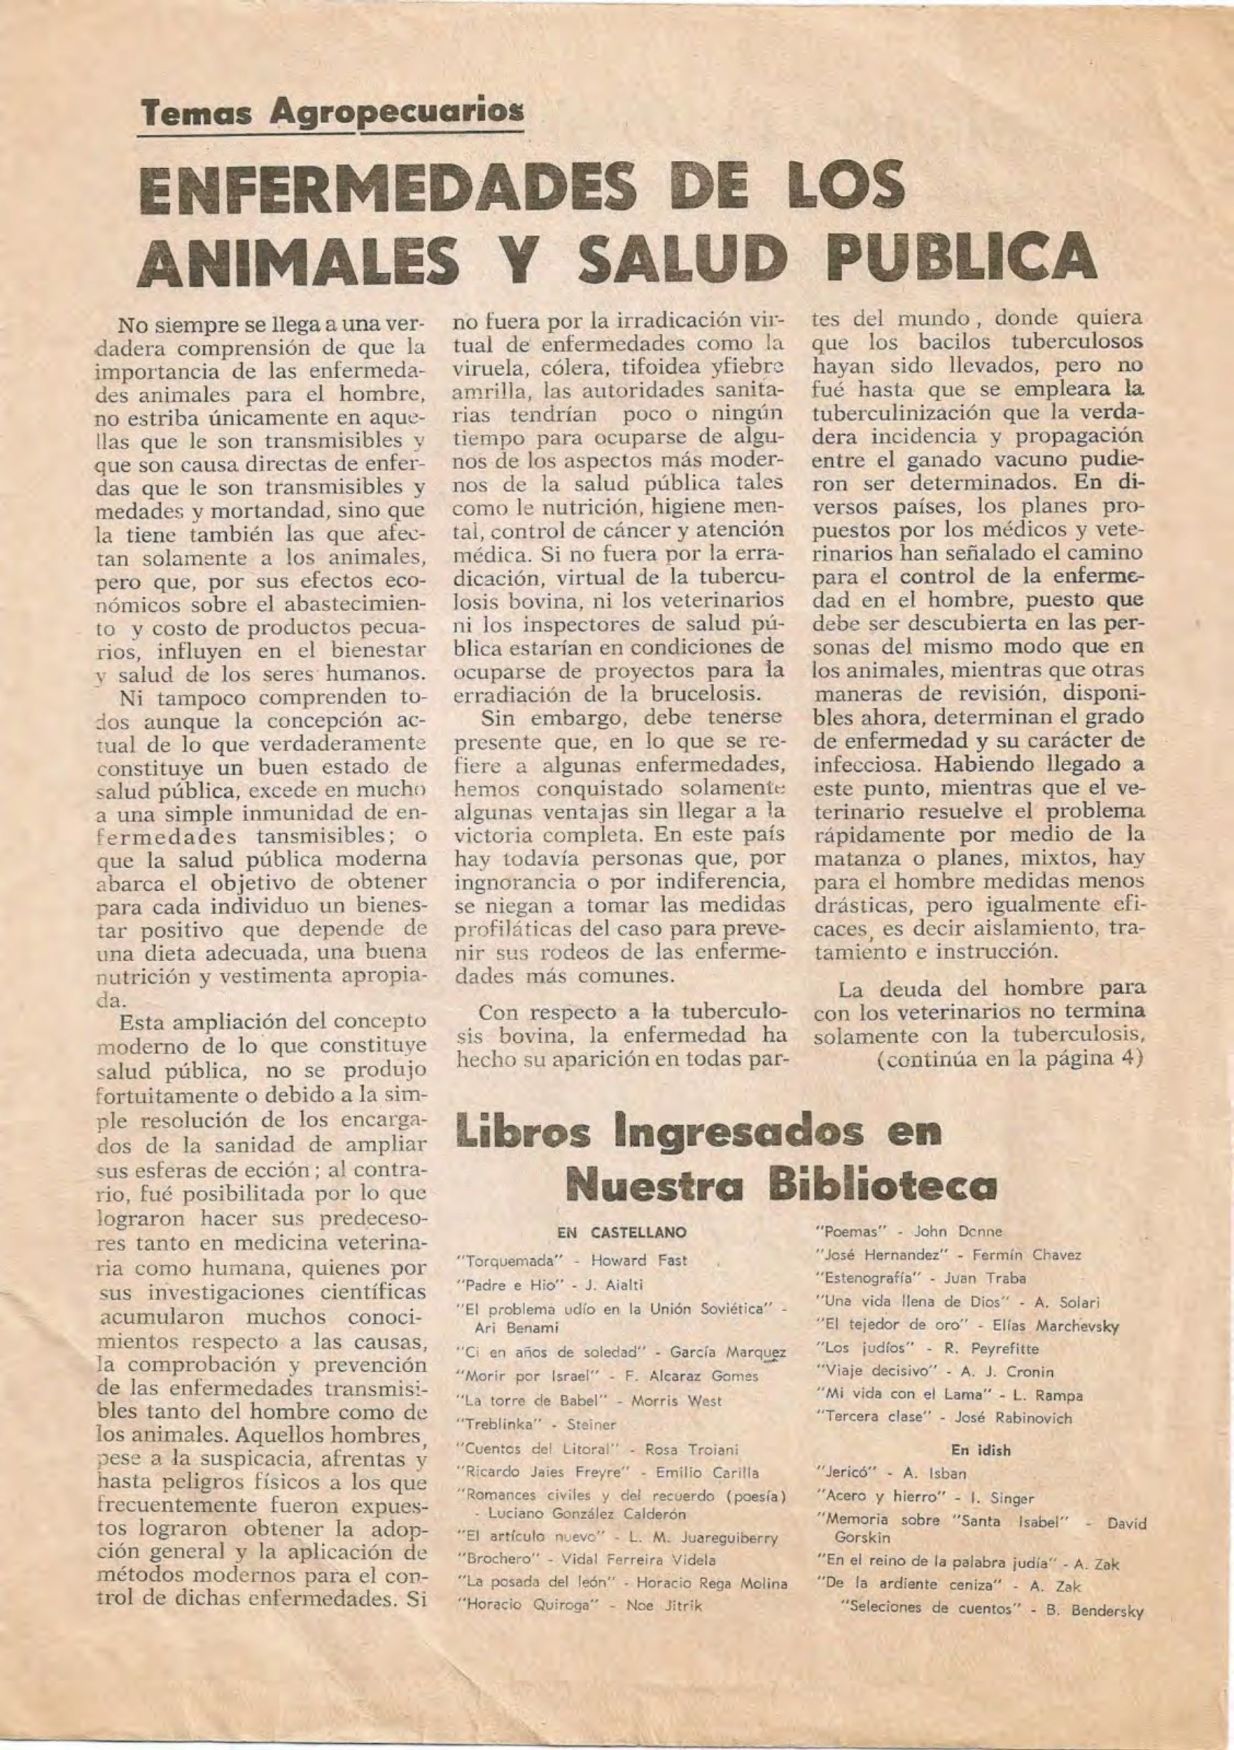 Temas Agropecuarios
ENFERMEDADES DE LOS
ANIMALES Y SALUD PUBLICA
No siempre se llega a una ver-
dadera comprensión de que la
importancia de las enfermeda-
des animales para el hombre,
no estriba únicamente en aque-
llas que le son transmisibles y
que son causa directas de enfer-
das que le son transmisibles y
medades y mortandad, sino que
la tiene también las que afec-
tan solamente a los animales,
pero que, por sus efectos eco-
nómicos sobre el abastecimien-
to y costo de productos pecua-
rios, influyen en el bienestar
y salud de los seres humanos.
Ni tampoco comprenden to-
dos aunque la concepción ac-
tual de lo que verdaderamente
constituye un buen estado de
salud pública, excede en mucho
a una simple inmunidad de en-
fermedades tansmisibles; o
que la salud pública moderna
abarca el objetivo de obtener
para cada individuo un bienes-
tar positivo que depende de
una dieta adecuada, una buena
nutrición y vestimenta apropia-
da.
Esta ampliación del concepto
moderno de lo que constituye
salud pública, no se produjo
fortuitamente o debido a la sim-
ple resolución de los encarga-
dos de la sanidad de ampliar
sus esferas de ección; al contra-
rio, fué posibilitada por lo que
lograron hacer sus predeceso-
res tanto en medicina veterina-
ria como humana, quienes por
sus investigaciones científicas
acumularon muchos conoci-
mientos respecto a las causas,
la comprobación y prevención
de las enfermedades transmisi-
bles tanto del hombre como de
los animales. Aquellos hombres,
pese a la suspicacia, afrentas y
hasta peligros físicos a los que
frecuentemente fueron expues-
tos lograron obtener la adop-
ción general y la aplicación de
métodos modernos para el con-
trol de dichas enfermedades. Si
no fuera por la irradicación vir-
tual de enfermedades como la
viruela, cólera, tifoidea yfiebre
amrilla, las autoridades sanita-
rias tendrían poco o ningún
tiempo para ocuparse de algu-
nos de los aspectos más moder-
nos de la salud pública tales
como le nutrición, higiene men-
tal, control de cáncer y atención
médica. Si no fuera por la erra-
dicación, virtual de la tubercu-
losis bovina, ni los veterinarios
ni los inspectores de salud pú-
blica estarían en condiciones de
ocuparse de proyectos para la
erradiación de la brucelosis.
Sin embargo, debe tenerse
presente que, en lo que se re-
fiere a algunas enfermedades,
hemos conquistado solamente
algunas ventajas sin llegar a la
victoria completa. En este país
hay todavía personas que, por
ingnorancia o por indiferencia,
se niegan a tomar las medidas
profiláticas del caso para preve-
nir sus rodeos de las enferme-
dades más comunes.
Con respecto a la tuberculo-
sis bovina, la enfermedad ha
hecho su aparición en todas par-
tes del mundo , donde quiera
que los bacilos tuberculosos
hayan sido llevados, pero no
fué hasta que se empleara la
tuberculinización que la verda-
dera incidencia y propagación
entre el ganado vacuno pudie-
ron ser determinados. En di-
versos países, los planes pro-
puestos por los médicos y vete-
rinarios han señalado el camino
para el control de la enferme-
dad en el hombre, puesto que
debe ser descubierta en las per-
sonas del mismo modo que en
los animales, mientras que otras
maneras de revisión, disponi-
bles ahora, determinan el grado
de enfermedad y su carácter de
infecciosa. Habiendo llegado a
este punto, mientras que el ve-
terinario resuelve el problema
rápidamente por medio de la
matanza o planes, mixtos, hay
para el hombre medidas menos
drásticas, pero igualmente efi-
caces, es decir aislamiento, tra-
tamiento e instrucción.
La deuda del hombre para
con los veterinarios no termina
solamente con la tuberculosis,
(continúa en la página 4)
Libros Ingresados en
Nuestra Biblioteca
EN CASTELLANO
"Torquemada" - Howard Fast
"Padre e Hio" - J. Aialti
"El problema udío en la Unión Soviética" -
Ari Benami
"Ci en años de soledad" - García Marquez
"Morir por Israel" - F. Alcaraz Gomes
"La torre de Babel" - Morris West
"Treblinka" - Steiner
"Cuentos del Litoral" - Rosa Troiani
"Ricardo Jaies Freyre" - Emilio Carilla
"Romances civiles y del recuerdo (poesía)
- Luciano González Calderón
"El artículo nuevo" - L. M. Juareguiberry
"Brochero" - Vidal Ferreira Videla
"La posada del león" - Horacio Rega Molina
"Horacio Quiroga" - Noe Jitrik
"Poemas" - John Donne
"José Hernandez" - Fermín Chavez
"Estenografía" - Juan Traba
"Una vida llena de Dios" - A. Solari
"El tejedor de oro" - Elías Marchevsky
"Los judíos" - R. Peyrefitte
"Viaje decisivo" - A. J. Cronin
"Mi vida con el Lama" - L. Rampa
"Tercera clase" - José Rabinovich
En idish
"Jericó" - A. Isban
"Acero y hierro" - I. Singer
"Memoria sobre "Santa Isabel" - David
Gorskin
"En el reino de la palabra judía" - A. Zak
"De la ardiente ceniza" - A. Zak
"Seleciones de cuentos" - B. Bendersky